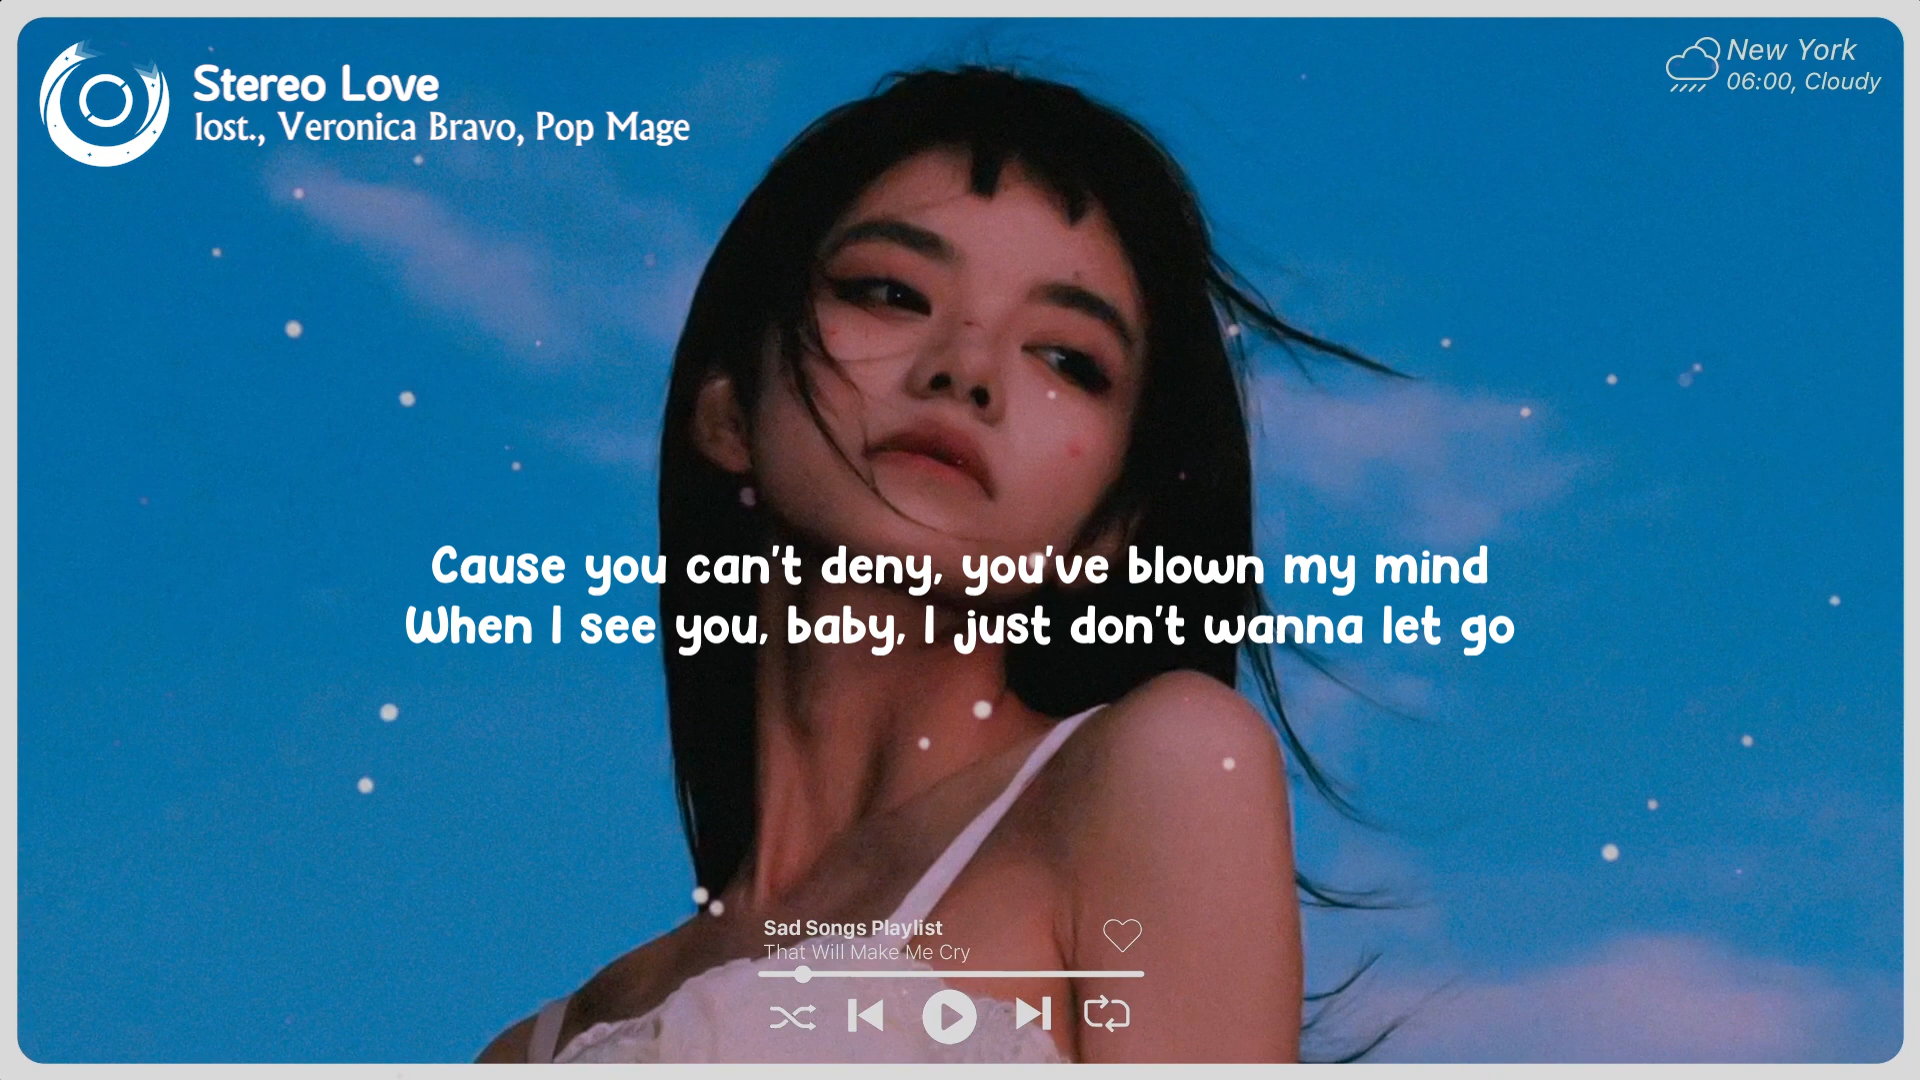 Stereo Love
lost., Veronica Bravo, Pop Mage
New York
06:00, Cloudy
Cause you can't deny, you've blown my mind
When I see you, baby, I just don't wanna let go
Sad Songs Playlist
That Will Make Me Cry